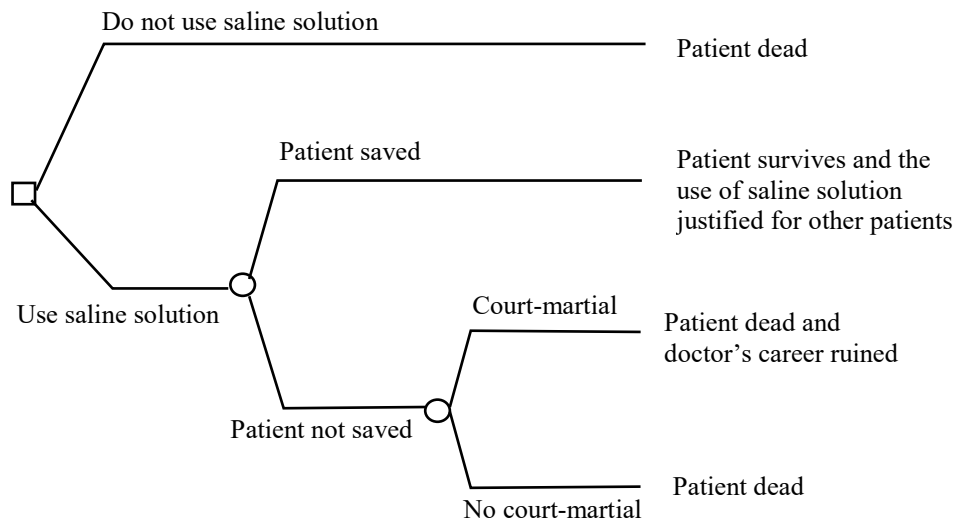 Do not use saline solution
Patient dead
Patient saved
Patient survives and the
use of saline solution
justified for other patients
Use saline solution
Court-martial
Patient dead and
doctor’s career ruined
Patient not saved
Patient dead
No court-martial